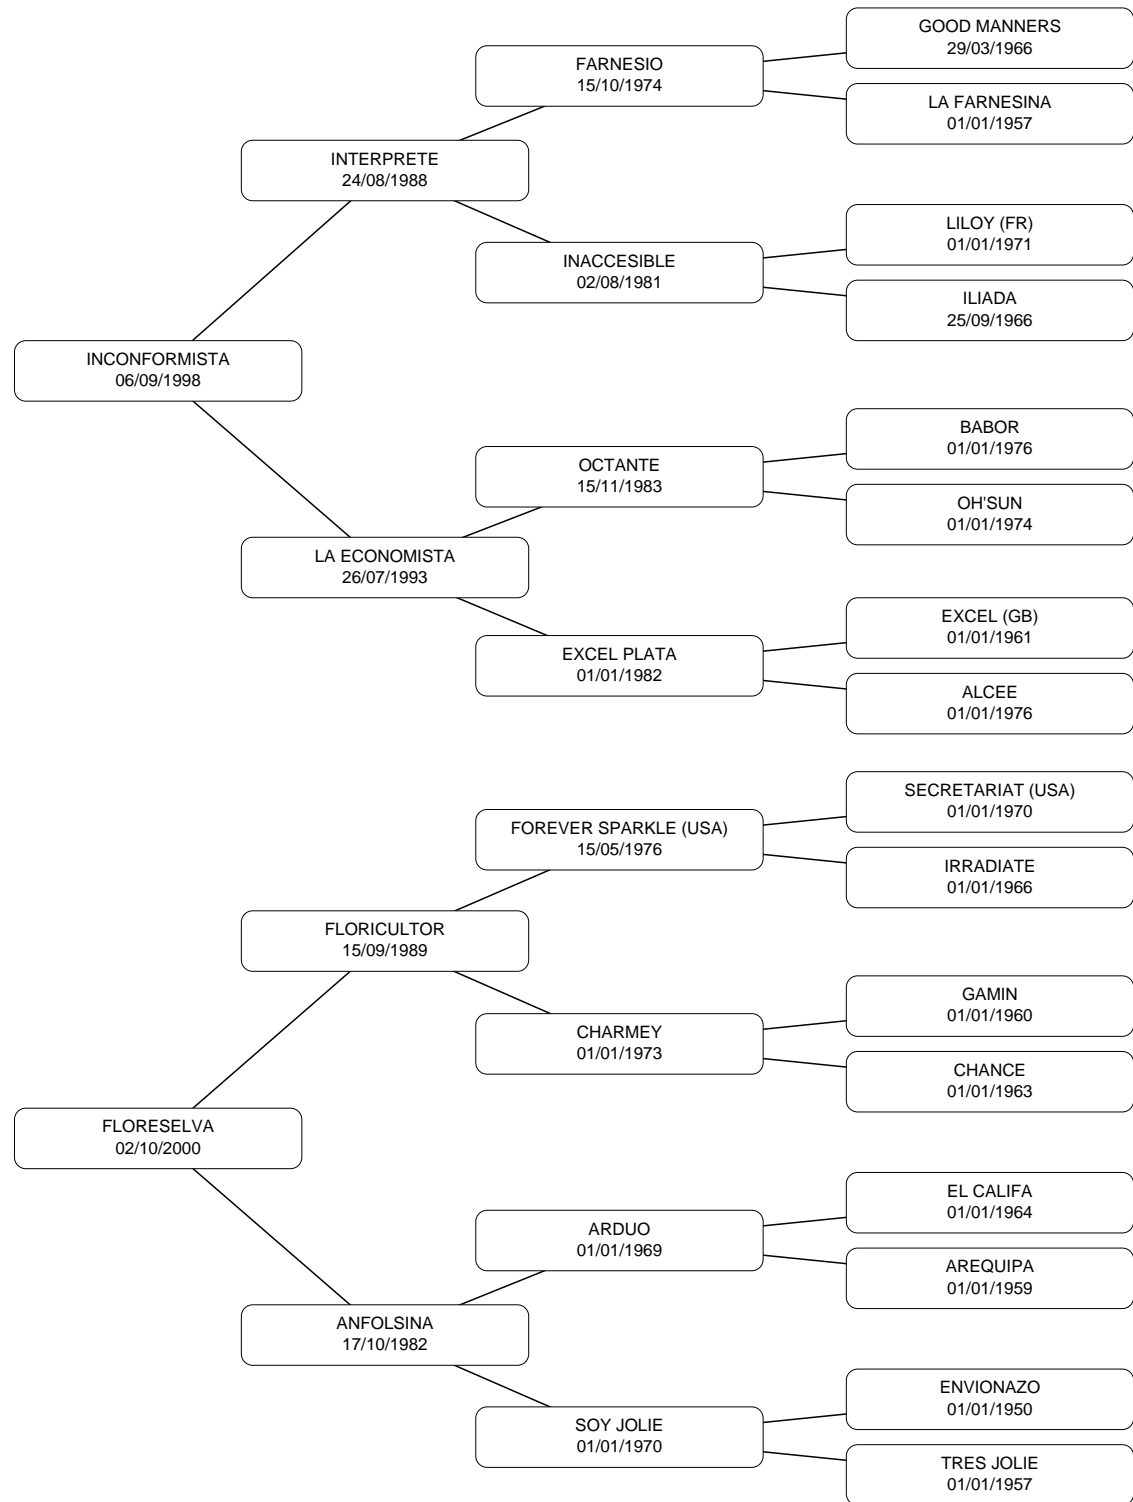 GOOD MANNERS
29/03/1966
FARNESIO
15/10/1974
LA FARNESINA
01/01/1957
INTERPRETE
24/08/1988
LILOY (FR)
01/01/1971
INACCESIBLE
02/08/1981
ILIADA
25/09/1966
INCONFORMISTA
06/09/1998
BABOR
01/01/1976
OCTANTE
15/11/1983
OH'SUN
01/01/1974
LA ECONOMISTA
26/07/1993
EXCEL (GB)
01/01/1961
EXCEL PLATA
01/01/1982
ALCEE
01/01/1976
SECRETARIAT (USA)
01/01/1970
FOREVER SPARKLE (USA)
15/05/1976
IRRADIATE
01/01/1966
FLORICULTOR
15/09/1989
GAMIN
01/01/1960
CHARMEY
01/01/1973
CHANCE
01/01/1963
FLORESELVA
02/10/2000
EL CALIFA
01/01/1964
ARDUO
01/01/1969
AREQUIPA
01/01/1959
ANFOLSINA
17/10/1982
ENVIONAZO
01/01/1950
SOY JOLIE
01/01/1970
TRES JOLIE
01/01/1957